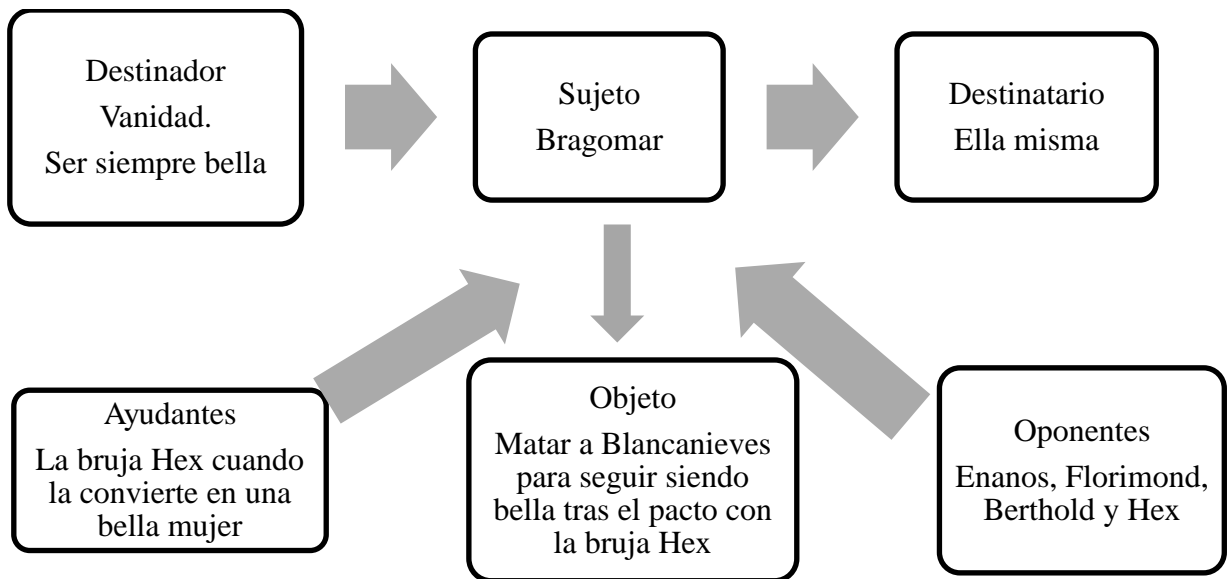 Destinador
Vanidad.
Ser siempre bella
Sujeto
Bragomar
Destinatario
Ella misma
Ayudantes
La bruja Hex cuando
la convierte en una
bella mujer
Objeto
Matar a Blancanieves
para seguir siendo
bella tras el pacto con
la bruja Hex
Oponentes
Enanos, Florimond,
Berthold y Hex